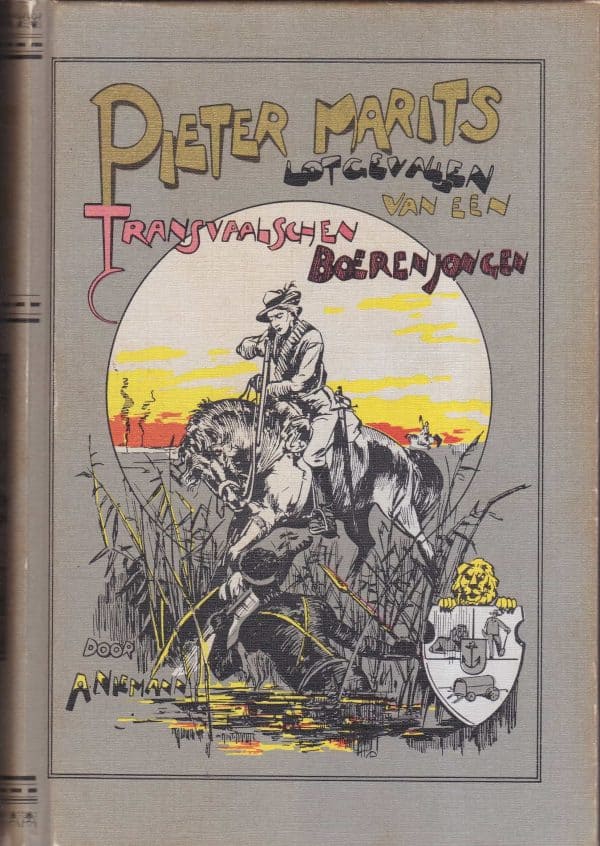 PIETER MARITS
LOTGEVALLEN
VAN EEN
TRANSVAALSCHEN
BOERENJONGEN
DOOR
A NIEMANN